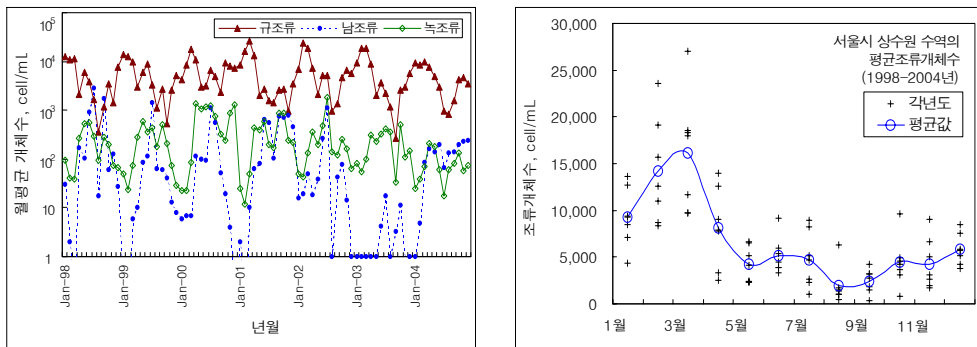 월평균 개체수, cell/mL
10⁵
10⁴
10³
10²
10
1
규조류
남조류
녹조류
Jan-98
Jan-99
Jan-00
Jan-01
Jan-02
Jan-03
Jan-04
년월
조류개체수, cell/mL
30,000
25,000
20,000
15,000
10,000
5,000
0
서울시 상수원 수역의
평균조류개체수
(1998-2004년)
각년도
평균값
1월
3월
5월
7월
9월
11월